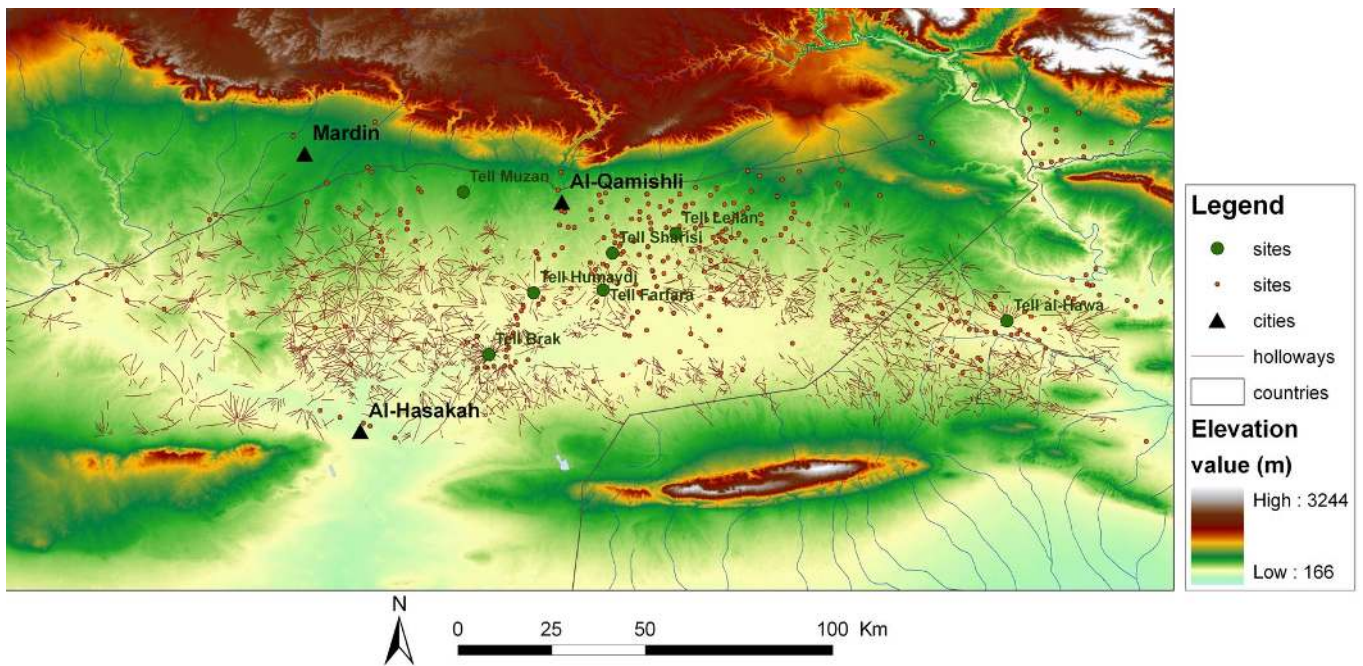 Mardin
Tell Muzan
Al-Qamishli
Tell Leilan
Tell Sharisi
Tell Humaydi
Tell Farfara
Tell al-Hawa
Tell Brak
Al-Hasakah
Legend
sites
sites
cities
holloways
countries
Elevation
value (m)
High : 3244
Low : 166
N
0 25 50 100 Km